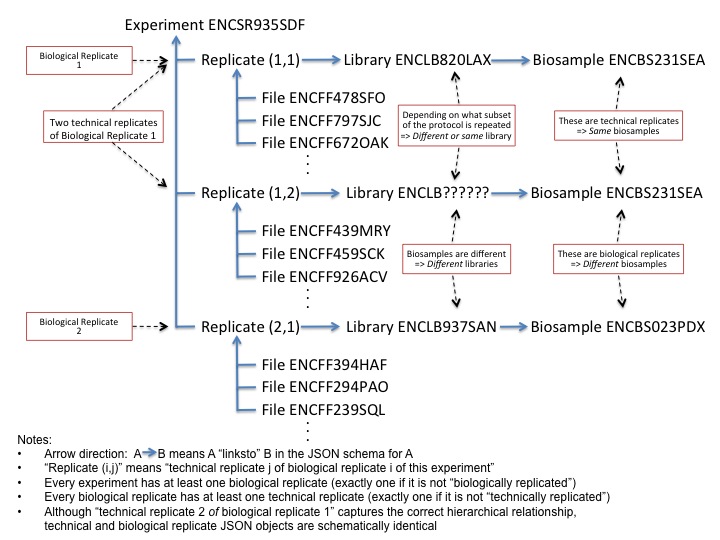 Experiment ENCSR935SDF
Biological Replicate
1
Replicate (1,1)
Library ENCLB820LAX
Biosample ENCBS231SEA
File ENCFF478SFO
File ENCFF797SJC
File ENCFF672OAK
Two technical replicates
of Biological Replicate 1
Depending on what subset
of the protocol is repeated
=> Different or same library
These are technical replicates
=> Same biosamples
Replicate (1,2)
Library ENCLB??????
Biosample ENCBS231SEA
File ENCFF439MRY
File ENCFF459SCK
File ENCFF926ACV
Biosamples are different
=> Different libraries
These are biological replicates
=> Different biosamples
Biological Replicate
2
Replicate (2,1)
Library ENCLB937SAN
Biosample ENCBS023PDX
File ENCFF394HAF
File ENCFF294PAO
File ENCFF239SQL
Notes:
• Arrow direction: A→B means A “linksto” B in the JSON schema for A
• “Replicate (i,j)” means “technical replicate j of biological replicate i of this experiment”
• Every experiment has at least one biological replicate (exactly one if it is not “biologically replicated”)
• Every biological replicate has at least one technical replicate (exactly one if it is not “technically replicated”)
• Although “technical replicate 2 of biological replicate 1” captures the correct hierarchical relationship,
technical and biological replicate JSON objects are schematically identical